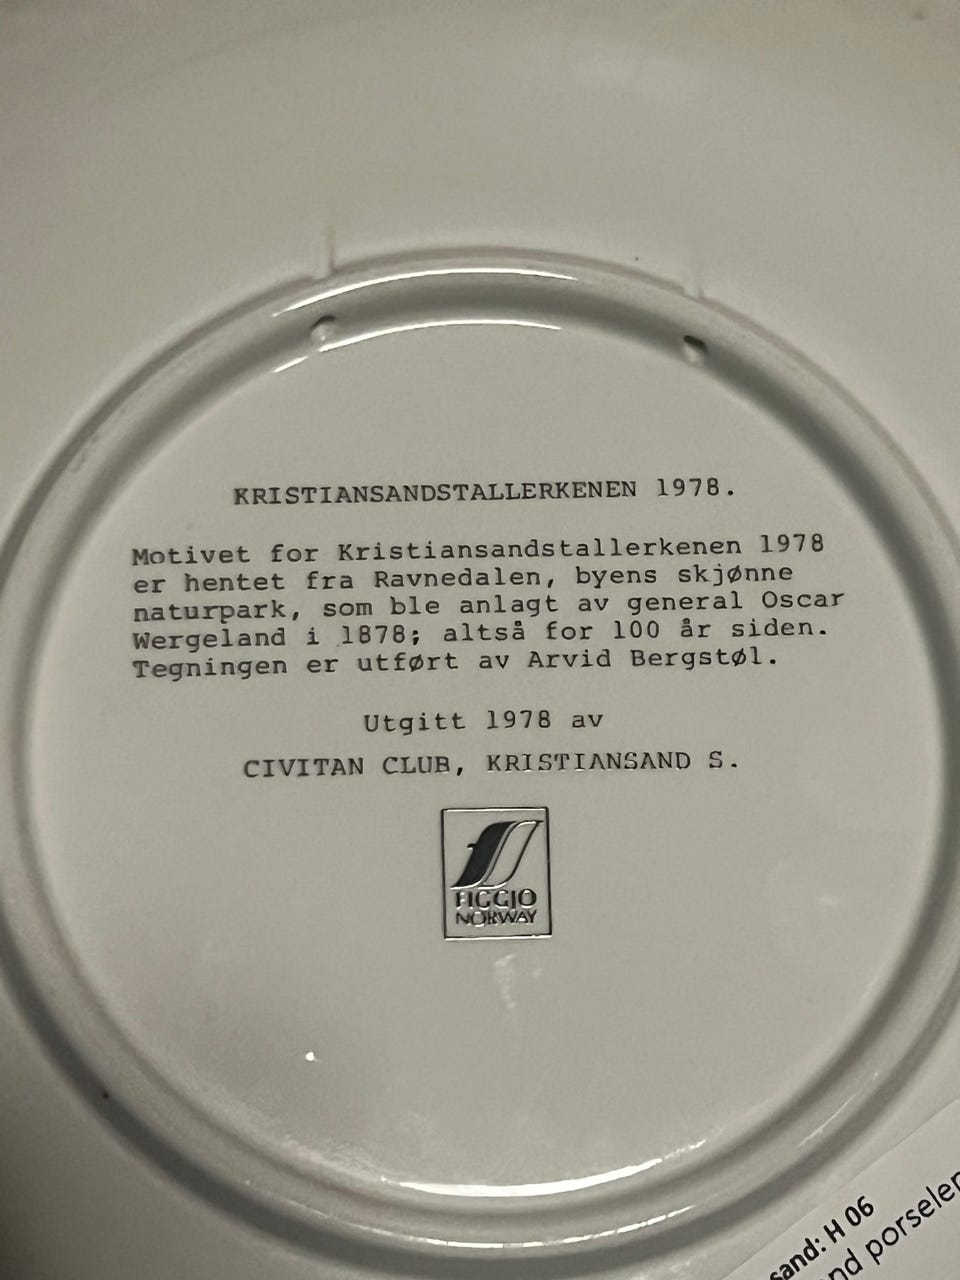 KRISTIANSANDSTALLERKENEN 1978.
Motivet for Kristiansandstallerkenen 1978
er hentet fra Ravnedalen, byens skjønne
naturpark, som ble anlagt av general Oscar
Wergeland i 1878; altså for 100 år siden.
Tegningen er utført av Arvid Bergstøl.
Utgitt 1978 av
CIVITAN CLUB, KRISTIANSAND S.
FIGGJO
NORWAY
sand: H 06
nd porselen